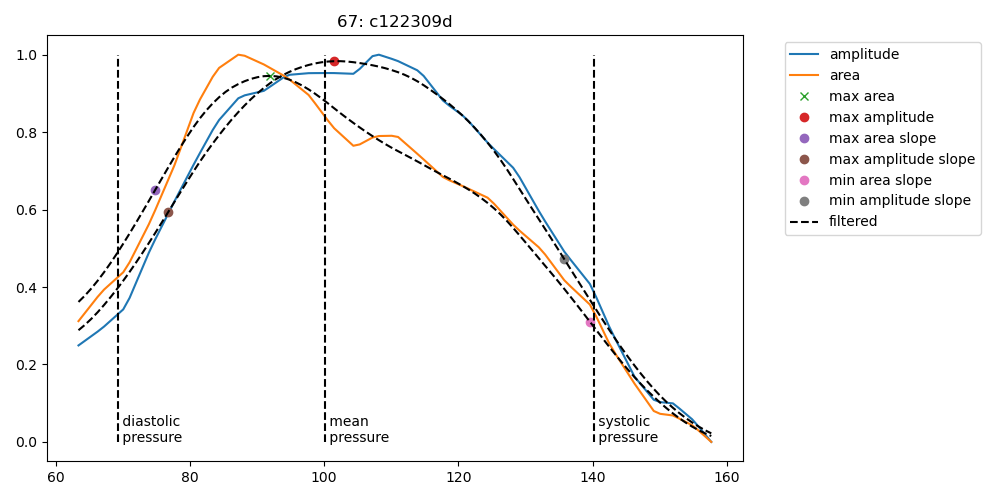 67: c122309d
1.0
0.8
0.6
0.4
0.2
0.0
diastolic
pressure
mean
pressure
systolic
pressure
60
80
100
120
140
160
amplitude
area
max area
max amplitude
max area slope
max amplitude slope
min area slope
min amplitude slope
filtered